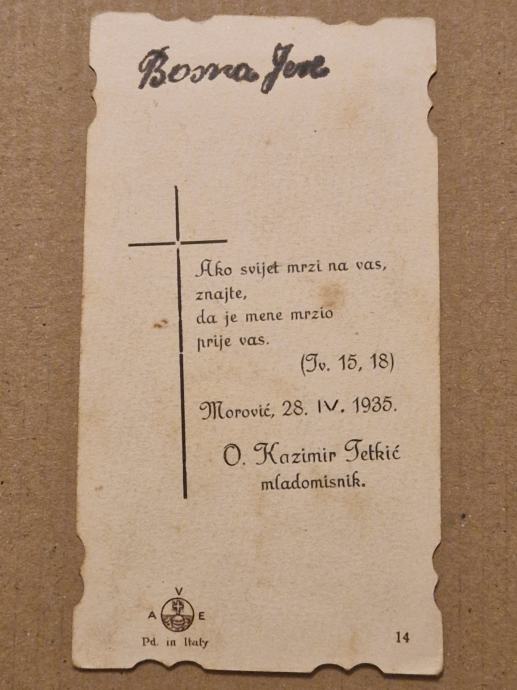 Bosna Jere
Ako svijet mrzi na vas,
znajte,
da je mene mrzio
prije vas.
(Iv. 15, 18)
Morović, 28. IV. 1935.
O. Kazimir Tetkić
mladomisnik.
V
A E
Pd. in Italy
14